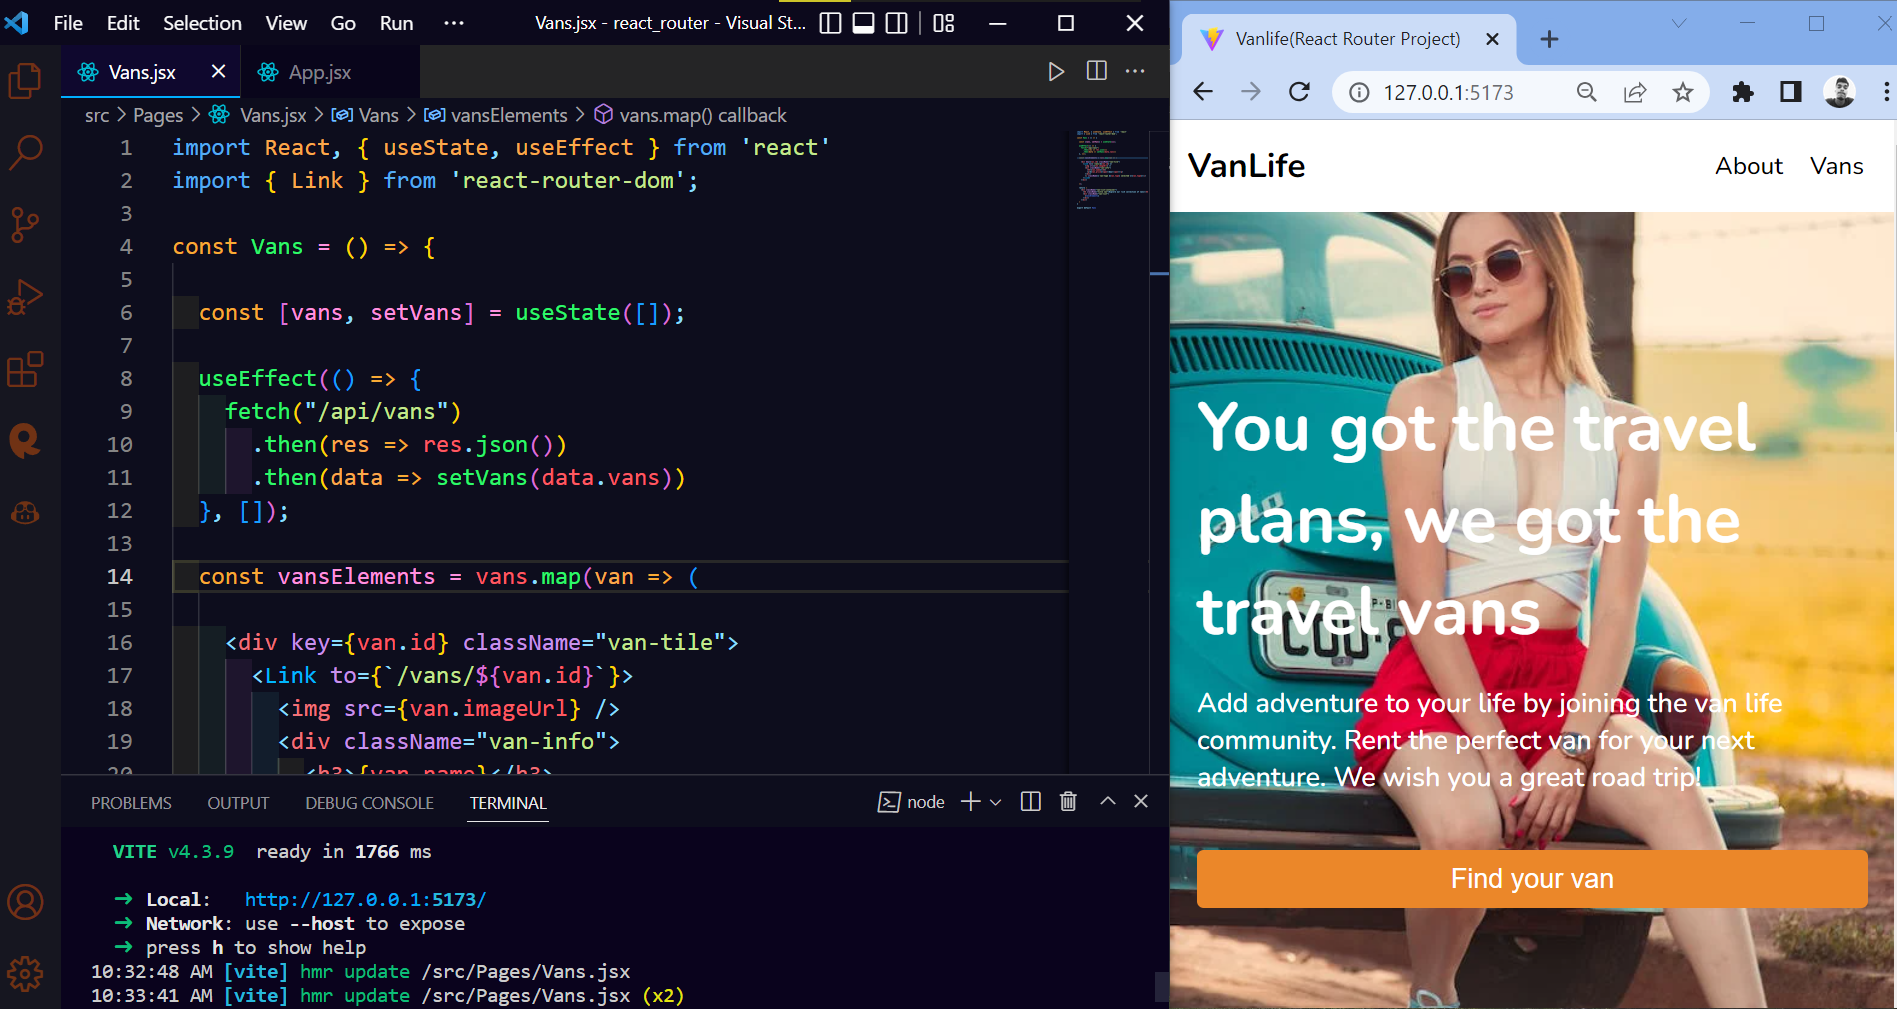 File Edit Selection View Go Run ··· Vans.jsx - react_router - Visual St...
Vans.jsx App.jsx
src > Pages > Vans.jsx > Vans > vansElements > vans.map() callback
1 import React, { useState, useEffect } from 'react'
2 import { Link } from 'react-router-dom';
3
4 const Vans = () => {
5
6 const [vans, setVans] = useState([]);
7
8 useEffect(() => {
9 fetch("/api/vans")
10 .then(res => res.json())
11 .then(data => setVans(data.vans))
12 }, []);
13
14 const vansElements = vans.map(van => (
15
16 <div key={van.id} className="van-tile">
17 <Link to={`/vans/${van.id}`}>
18 <img src={van.imageUrl} />
19 <div className="van-info">
20 <h3>{van.name}</h3>
PROBLEMS OUTPUT DEBUG CONSOLE TERMINAL node
VITE v4.3.9 ready in 1766 ms
➜ Local: http://127.0.0.1:5173/
➜ Network: use --host to expose
➜ press h to show help
10:32:48 AM [vite] hmr update /src/Pages/Vans.jsx
10:33:41 AM [vite] hmr update /src/Pages/Vans.jsx (x2)
Vanlife(React Router Project)
127.0.0.1:5173
VanLife About Vans
You got the travel
plans, we got the
travel vans
Add adventure to your life by joining the van life
community. Rent the perfect van for your next
adventure. We wish you a great road trip!
Find your van